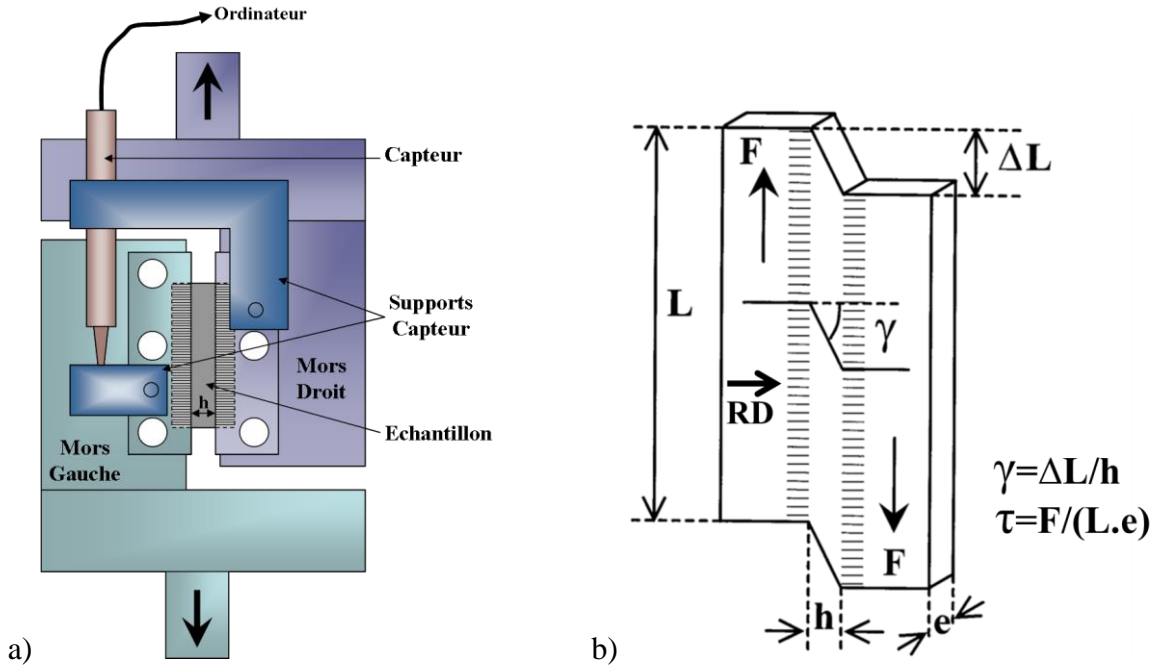 Ordinateur
Capteur
Supports
Capteur
Mors
Droit
h
Echantillon
Mors
Gauche
a)
F
ΔL
L
γ
RD
F
γ=ΔL/h
τ=F/(L.e)
h
e
b)